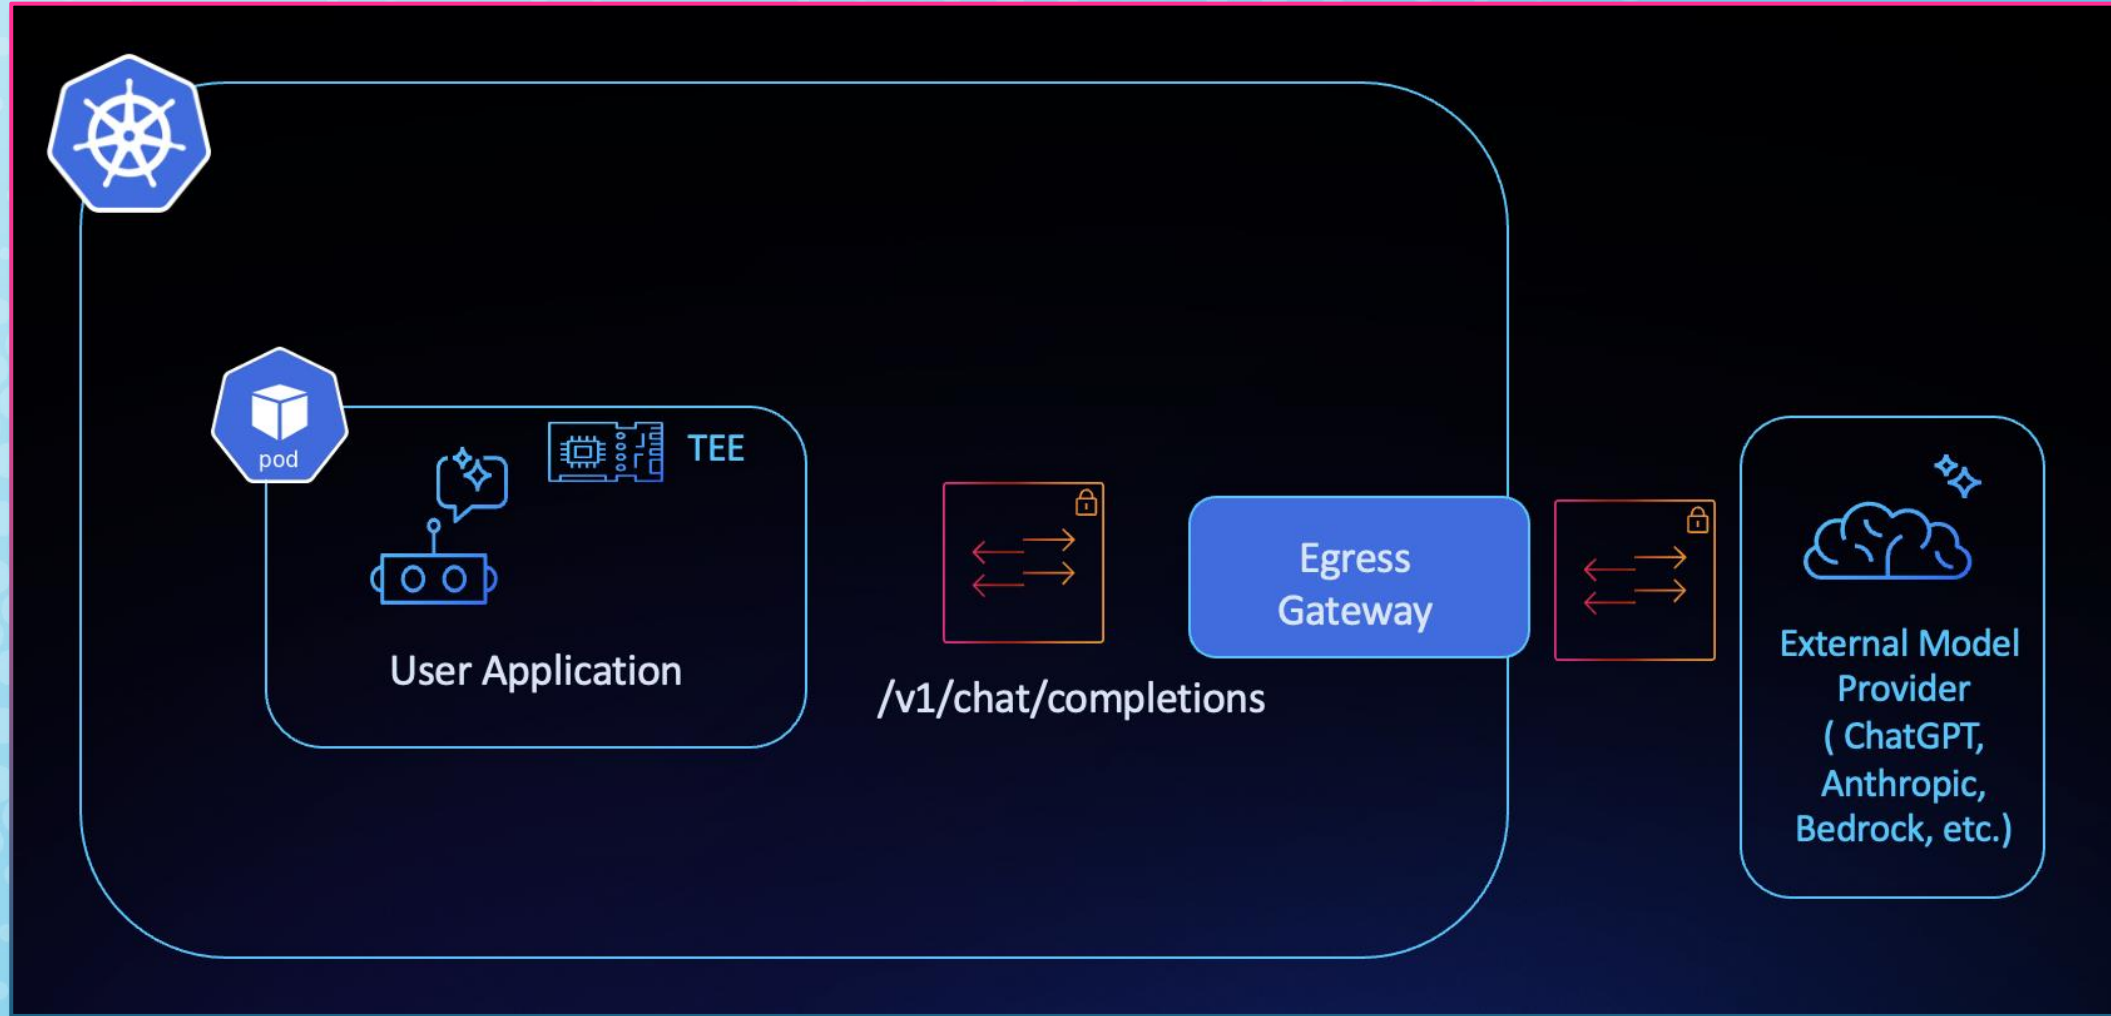 pod
TEE
User Application
/v1/chat/completions
Egress
Gateway
External Model
Provider
( ChatGPT,
Anthropic,
Bedrock, etc.)